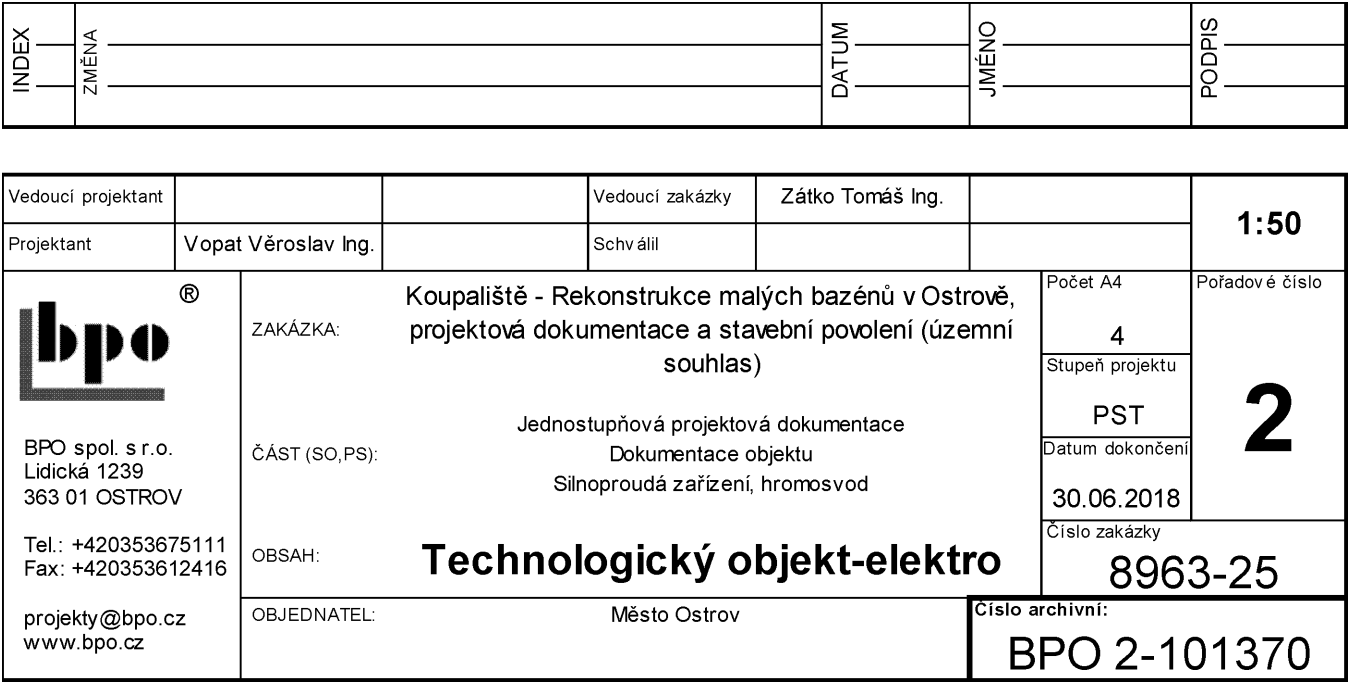 INDEX
ZMĚNA
DATUM
JMÉNO
PODPIS
Vedoucí projektant
Vedoucí zakázky
Zátko Tomáš Ing.
1:50
Projektant
Vopat Věroslav Ing.
Schválil
®
bpo
BPO spol. s r.o.
Lidická 1239
363 01 OSTROV
Tel.: +420353675111
Fax: +420353612416
projekty@bpo.cz
www.bpo.cz
ZAKÁZKA:
Koupaliště - Rekonstrukce malých bazénů v Ostrově,
projektová dokumentace a stavební povolení (územní
souhlas)
ČÁST (SO,PS):
Jednostupňová projektová dokumentace
Dokumentace objektu
Silnoproudá zařízení, hromosvod
OBSAH:
Technologický objekt-elektro
OBJEDNATEL:
Město Ostrov
Počet A4
4
Stupeň projektu
PST
Datum dokončení
30.06.2018
Pořadové číslo
2
Číslo zakázky
8963-25
Číslo archivní:
BPO 2-101370